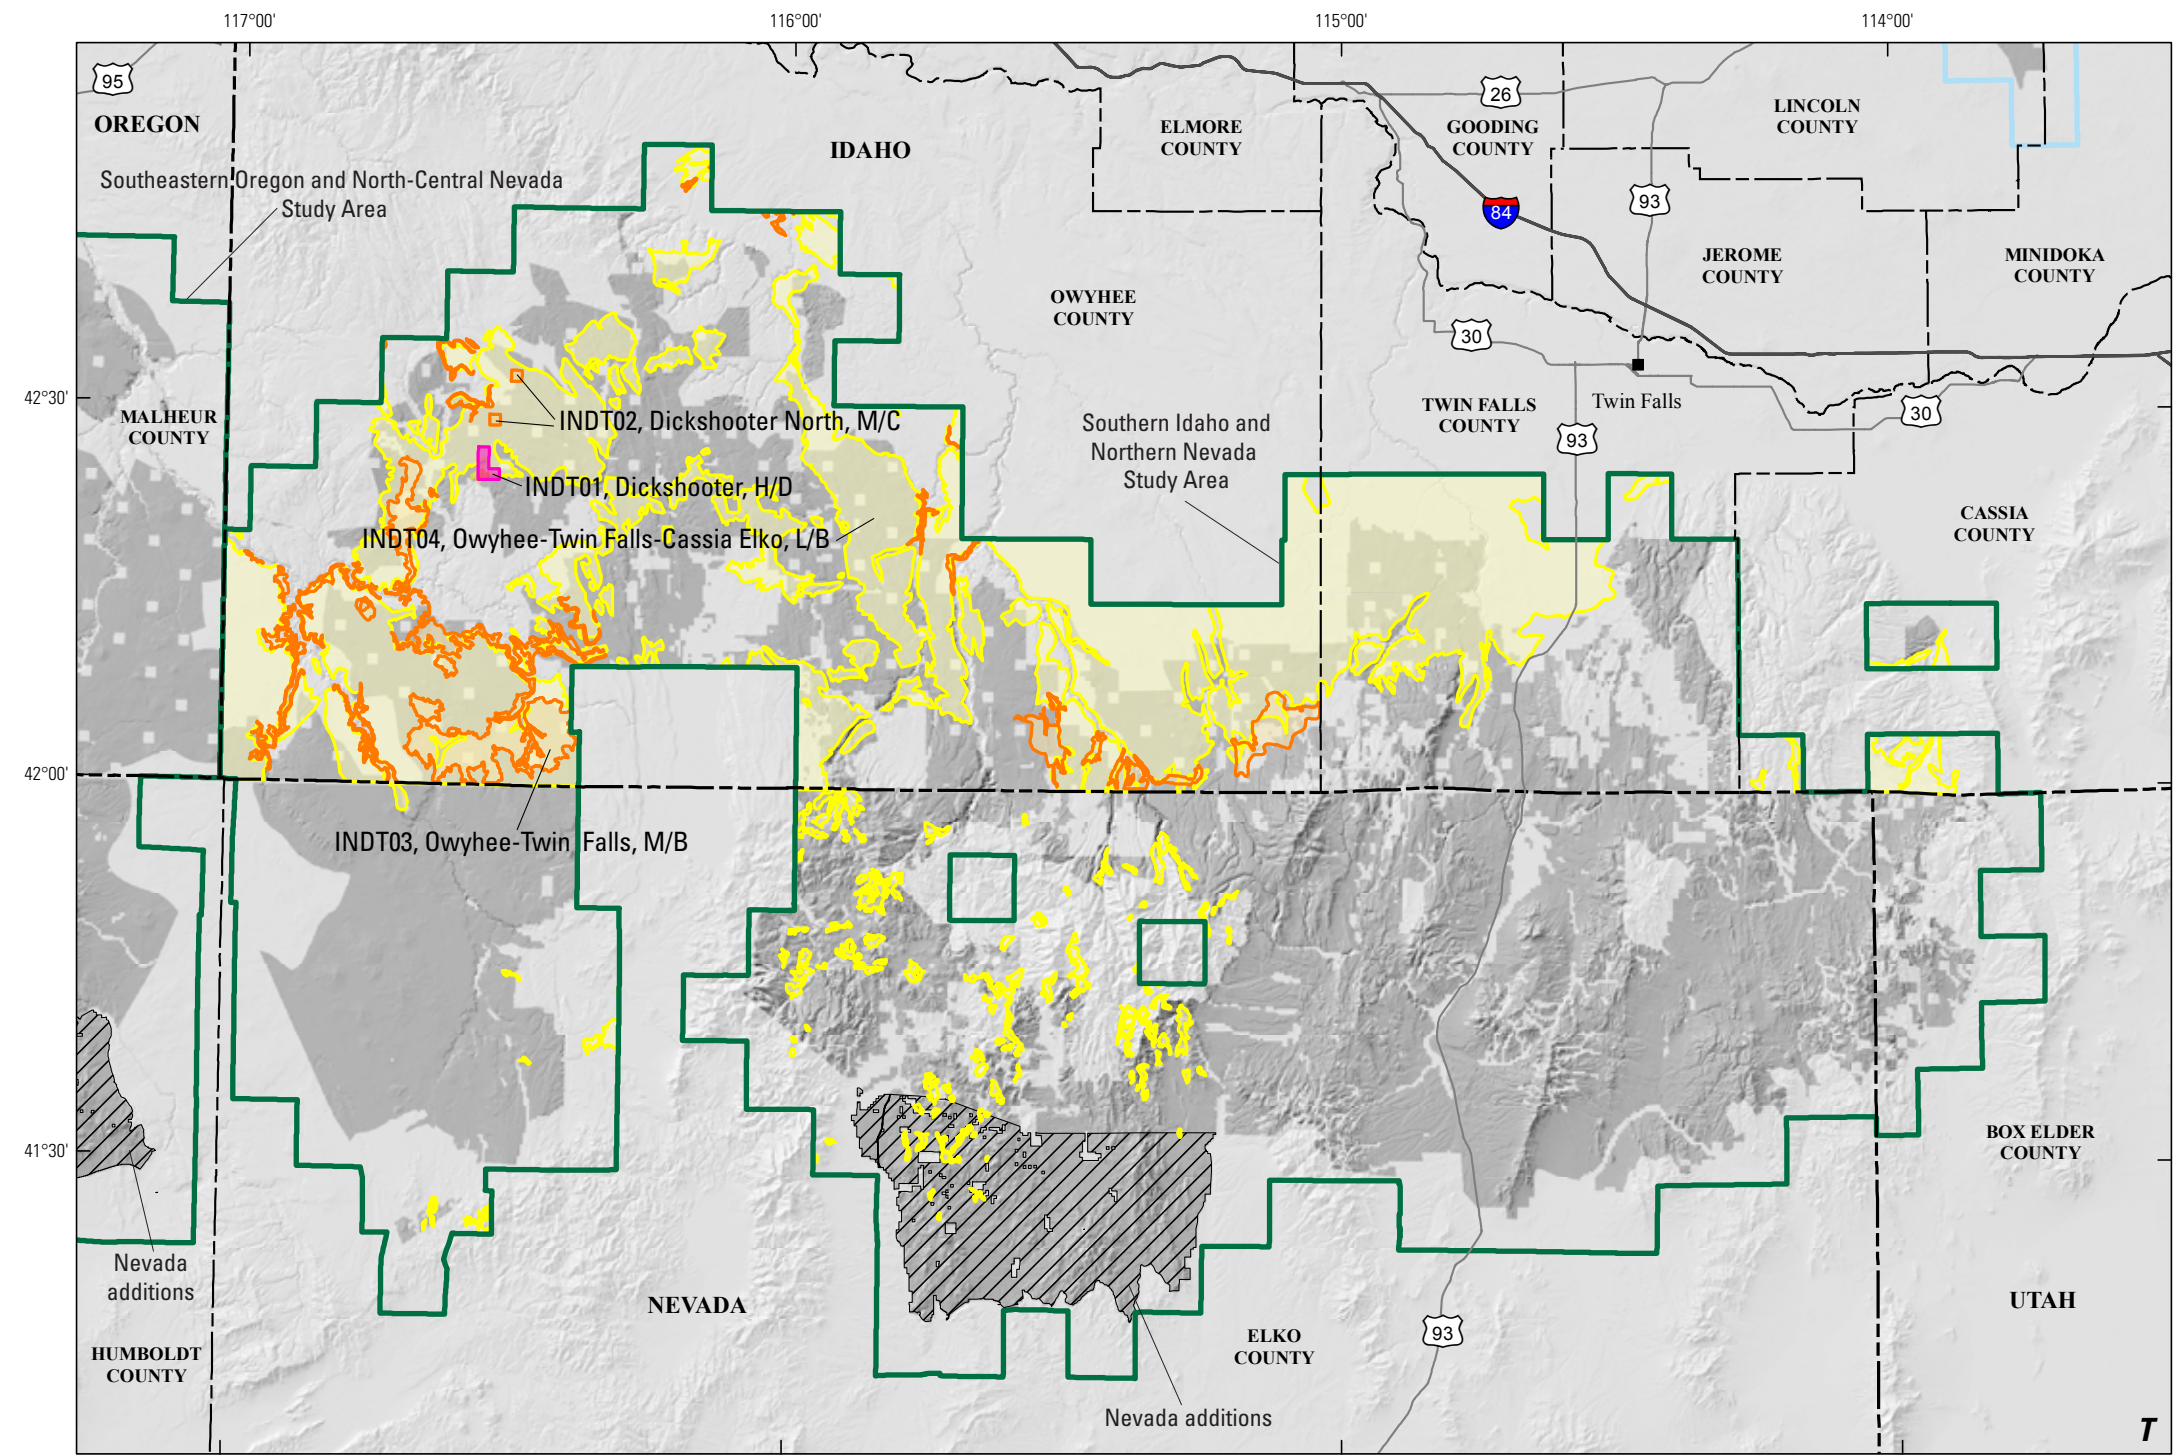 117°00'
116°00'
115°00'
114°00'
95
OREGON
IDAHO
ELMORE
COUNTY
26
GOODING
COUNTY
LINCOLN
COUNTY
Southeastern Oregon and North-Central Nevada
Study Area
84
93
JEROME
COUNTY
MINIDOKA
COUNTY
OWYHEE
COUNTY
30
42°30'
MALHEUR
COUNTY
INDT02, Dickshooter North, M/C
Southern Idaho and
Northern Nevada
Study Area
TWIN FALLS
COUNTY
Twin Falls
30
93
INDT01, Dickshooter, H/D
INDT04, Owyhee-Twin Falls-Cassia Elko, L/B
CASSIA
COUNTY
42°00'
INDT03, Owyhee-Twin Falls, M/B
41°30'
BOX ELDER
COUNTY
Nevada
additions
NEVADA
UTAH
HUMBOLDT
COUNTY
ELKO
COUNTY
93
Nevada additions
T